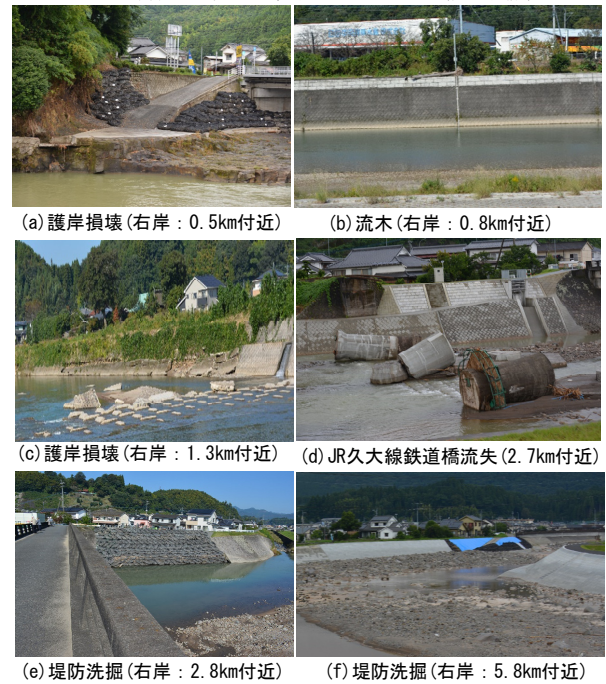 (a)護岸損壊(右岸：0.5km付近)
(b)流木(右岸：0.8km付近)
(c)護岸損壊(右岸：1.3km付近)
(d)JR久大線鉄道橋流失(2.7km付近)
(e)堤防洗掘(右岸：2.8km付近)
(f)堤防洗掘(右岸：5.8km付近)